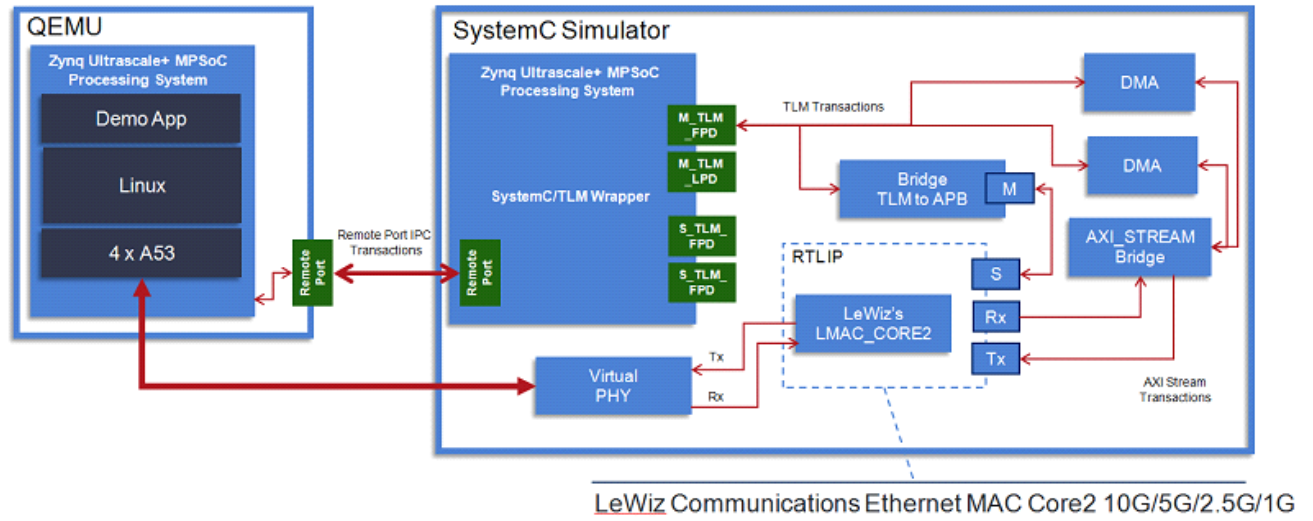 QEMU
Zynq Ultrascale+ MPSoC
Processing System
Demo App
Linux
4 x A53
Remote
Port
Remote Port IPC
Transactions
SystemC Simulator
Zynq Ultrascale+ MPSoC
Processing System
SystemC/TLM Wrapper
Remote
Port
M_TLM
_FPD
M_TLM
_LPD
S_TLM_
FPD
S_TLM_
FPD
TLM Transactions
DMA
DMA
Bridge
TLM to APB
M
AXI_STREAM
Bridge
RTLIP
LeWiz's
LMAC_CORE2
S
Rx
Tx
AXI Stream
Transactions
Virtual
PHY
Tx
Rx
LeWiz Communications Ethernet MAC Core2 10G/5G/2.5G/1G